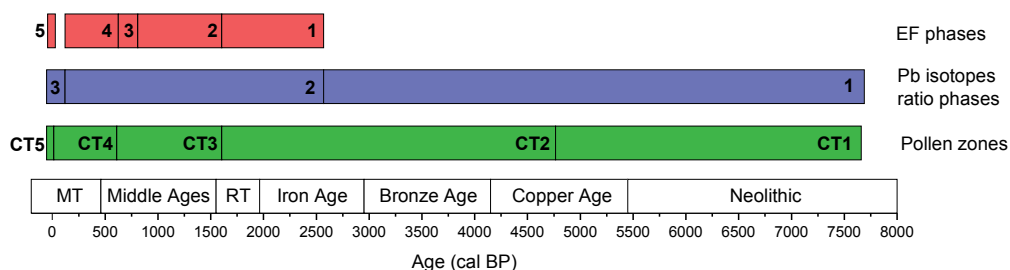 5 4 3 2 1 EF phases
3 2 1 Pb isotopes
ratio phases
CT5 CT4 CT3 CT2 CT1 Pollen zones
MT Middle Ages RT Iron Age Bronze Age Copper Age Neolithic
0 500 1000 1500 2000 2500 3000 3500 4000 4500 5000 5500 6000 6500 7000 7500 8000
Age (cal BP)